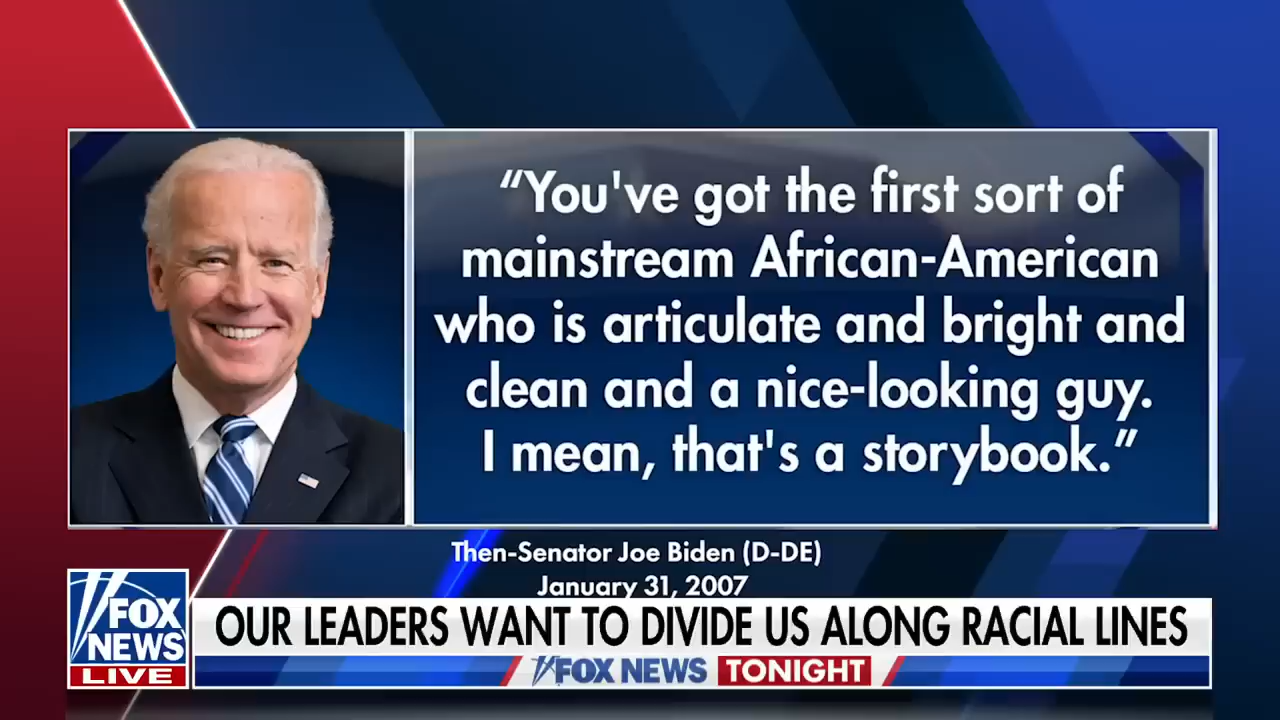 “You've got the first sort of
mainstream African-American
who is articulate and bright and
clean and a nice-looking guy.
I mean, that's a storybook.”
Then-Senator Joe Biden (D-DE)
January 31, 2007
FOX
NEWS
LIVE
OUR LEADERS WANT TO DIVIDE US ALONG RACIAL LINES
FOX NEWS TONIGHT